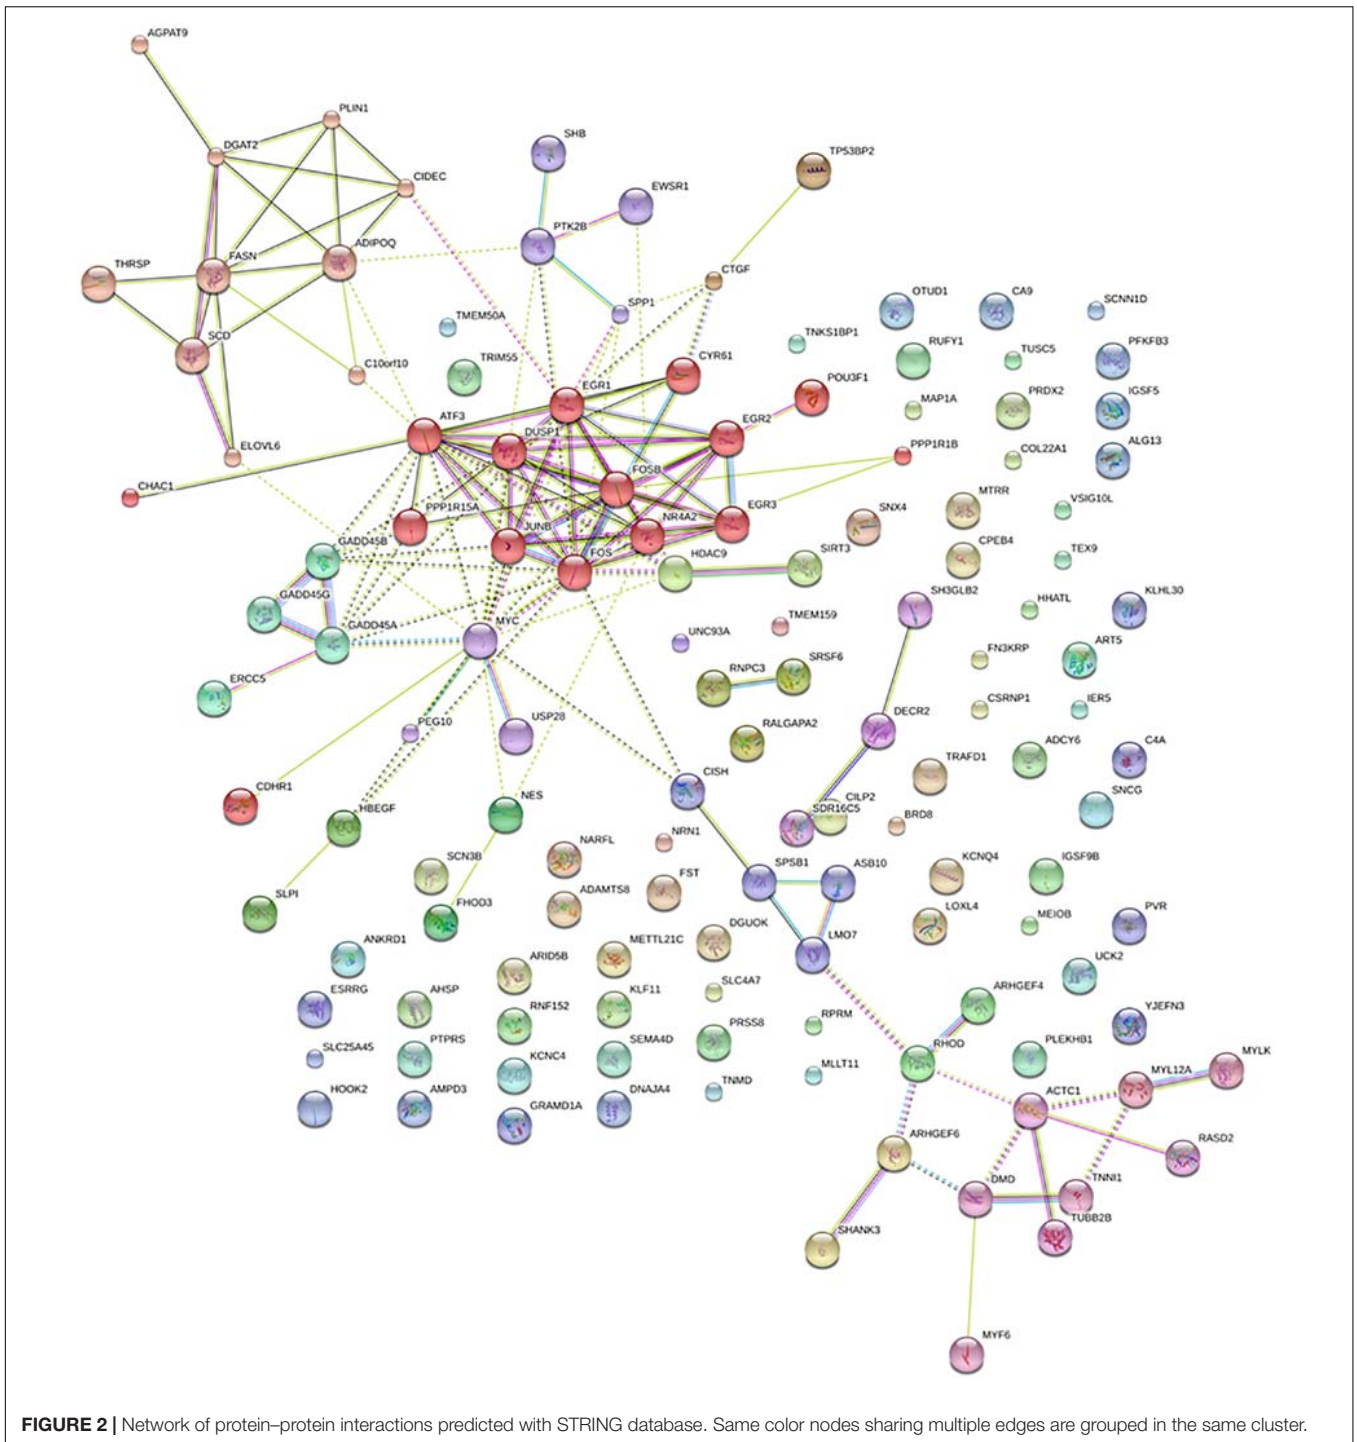 AGPAT9
PLIN1
DGAT2
CIDEC
SHB
EWSR1
TP53BP2
PTK2B
ADIPOQ
FASN
THRSP
CTGF
SPP1
SCD
C10orf10
TMEM50A
TRIM55
OTUD1
CA9
SCNN1D
TNKS1BP1
RUFY1
TUSC5
PFKFB3
CYR61
EGR1
POU3F1
MAP1A
PRDX2
IGSF5
ATF3
DUSP1
EGR2
ELOVL6
PPP1R1B
COL22A1
ALG13
CHAC1
FOSB
PPP1R15A
EGR3
NR4A2
JUNB
SNX4
MTRR
VSIG10L
GADD45B
FOS
HDAC9
SIRT3
CPEB4
TEX9
GADD45G
SH3GLB2
HHATL
KLHL30
GADD45A
MYC
TMEM159
UNC93A
FN3KRP
ART5
ERCC5
RNPC3
SRSF6
CSRNP1
IER5
PEG10
USP28
RALGAPA2
DECR2
ADCY6
C4A
CDHR1
CISH
TRAFD1
SNCG
HBEGF
NES
SDR16C5
CILP2
BRD8
NARFL
NRN1
SCN3B
SPSB1
ASB10
KCNQ4
IGSF9B
SLPI
FHOD3
ADAMTS8
FST
LOXL4
MEIOB
PVR
ANKRD1
ARID5B
METTL21C
DGUOK
LMO7
UCK2
ESRRG
AHSP
RNF152
KLF11
SLC4A7
ARHGEF4
YJEFN3
SLC25A45
PTPRS
KCNC4
SEMA4D
PRSS8
RPRM
RHOD
PLEKHB1
MYLK
HOOK2
AMPD3
GRAMD1A
DNAJA4
TNMD
MLLT11
ACTC1
MYL12A
ARHGEF6
RASD2
DMD
TNNI1
SHANK3
TUBB2B
MYF6
FIGURE 2 | Network of protein–protein interactions predicted with STRING database. Same color nodes sharing multiple edges are grouped in the same cluster.